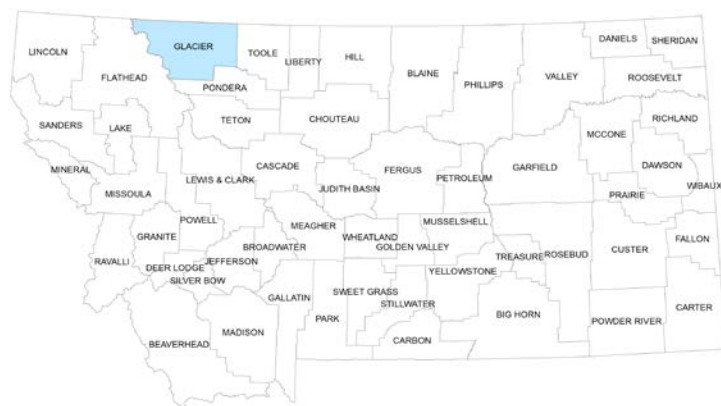 LINCOLN
FLATHEAD
GLACIER
TOOLE
LIBERTY
HILL
BLAINE
PHILLIPS
VALLEY
DANIELS
SHERIDAN
ROOSEVELT
PONDERA
TETON
CHOUTEAU
SANDERS
LAKE
MINERAL
MISSOULA
LEWIS & CLARK
CASCADE
JUDITH BASIN
FERGUS
PETROLEUM
GARFIELD
MCCONE
RICHLAND
DAWSON
PRAIRIE
WIBAUX
RAVALLI
GRANITE
POWELL
DEER LODGE
SILVER BOW
JEFFERSON
BROADWATER
MEAGHER
WHEATLAND
GOLDEN VALLEY
MUSSELSHELL
TREASURE
ROSEBUD
CUSTER
FALLON
BEAVERHEAD
MADISON
GALLATIN
PARK
SWEET GRASS
STILLWATER
YELLOWSTONE
CARBON
BIG HORN
POWDER RIVER
CARTER